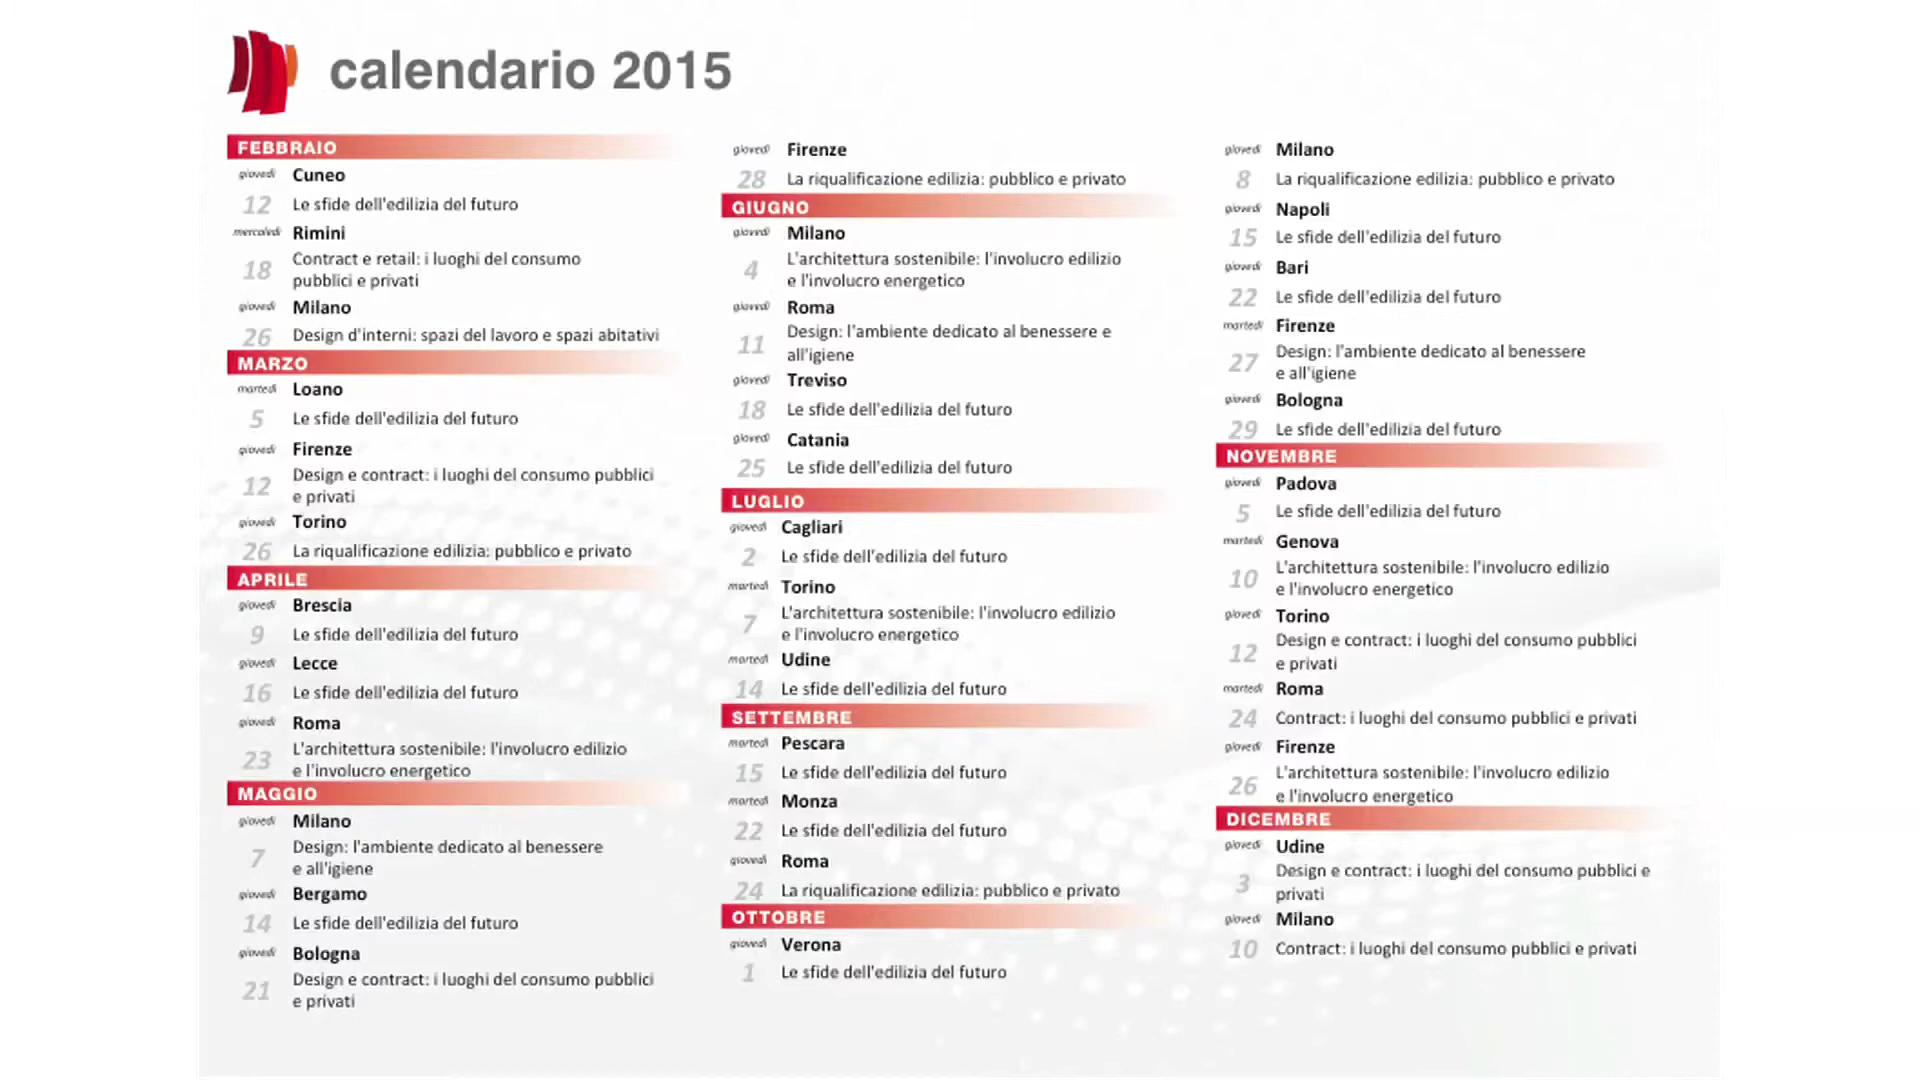 calendario 2015
FEBBRAIO
giovedì Cuneo
12 Le sfide dell'edilizia del futuro
mercoledì Rimini
18 Contract e retail: i luoghi del consumo
pubblici e privati
giovedì Milano
26 Design d'interni: spazi del lavoro e spazi abitativi
MARZO
martedì Loano
5 Le sfide dell'edilizia del futuro
giovedì Firenze
12 Design e contract: i luoghi del consumo pubblici
e privati
giovedì Torino
26 La riqualificazione edilizia: pubblico e privato
APRILE
giovedì Brescia
9 Le sfide dell'edilizia del futuro
giovedì Lecce
16 Le sfide dell'edilizia del futuro
giovedì Roma
23 L'architettura sostenibile: l'involucro edilizio
e l'involucro energetico
MAGGIO
giovedì Milano
7 Design: l'ambiente dedicato al benessere
e all'igiene
giovedì Bergamo
14 Le sfide dell'edilizia del futuro
giovedì Bologna
21 Design e contract: i luoghi del consumo pubblici
e privati
giovedì Firenze
28 La riqualificazione edilizia: pubblico e privato
GIUGNO
giovedì Milano
4 L'architettura sostenibile: l'involucro edilizio
e l'involucro energetico
giovedì Roma
11 Design: l'ambiente dedicato al benessere e
all'igiene
giovedì Treviso
18 Le sfide dell'edilizia del futuro
giovedì Catania
25 Le sfide dell'edilizia del futuro
LUGLIO
giovedì Cagliari
2 Le sfide dell'edilizia del futuro
martedì Torino
7 L'architettura sostenibile: l'involucro edilizio
e l'involucro energetico
martedì Udine
14 Le sfide dell'edilizia del futuro
SETTEMBRE
martedì Pescara
15 Le sfide dell'edilizia del futuro
martedì Monza
22 Le sfide dell'edilizia del futuro
giovedì Roma
24 La riqualificazione edilizia: pubblico e privato
OTTOBRE
giovedì Verona
1 Le sfide dell'edilizia del futuro
giovedì Milano
8 La riqualificazione edilizia: pubblico e privato
giovedì Napoli
15 Le sfide dell'edilizia del futuro
giovedì Bari
22 Le sfide dell'edilizia del futuro
martedì Firenze
27 Design: l'ambiente dedicato al benessere
e all'igiene
giovedì Bologna
29 Le sfide dell'edilizia del futuro
NOVEMBRE
giovedì Padova
5 Le sfide dell'edilizia del futuro
martedì Genova
10 L'architettura sostenibile: l'involucro edilizio
e l'involucro energetico
giovedì Torino
12 Design e contract: i luoghi del consumo pubblici
e privati
martedì Roma
24 Contract: i luoghi del consumo pubblici e privati
giovedì Firenze
26 L'architettura sostenibile: l'involucro edilizio
e l'involucro energetico
DICEMBRE
giovedì Udine
3 Design e contract: i luoghi del consumo pubblici e
privati
giovedì Milano
10 Contract: i luoghi del consumo pubblici e privati